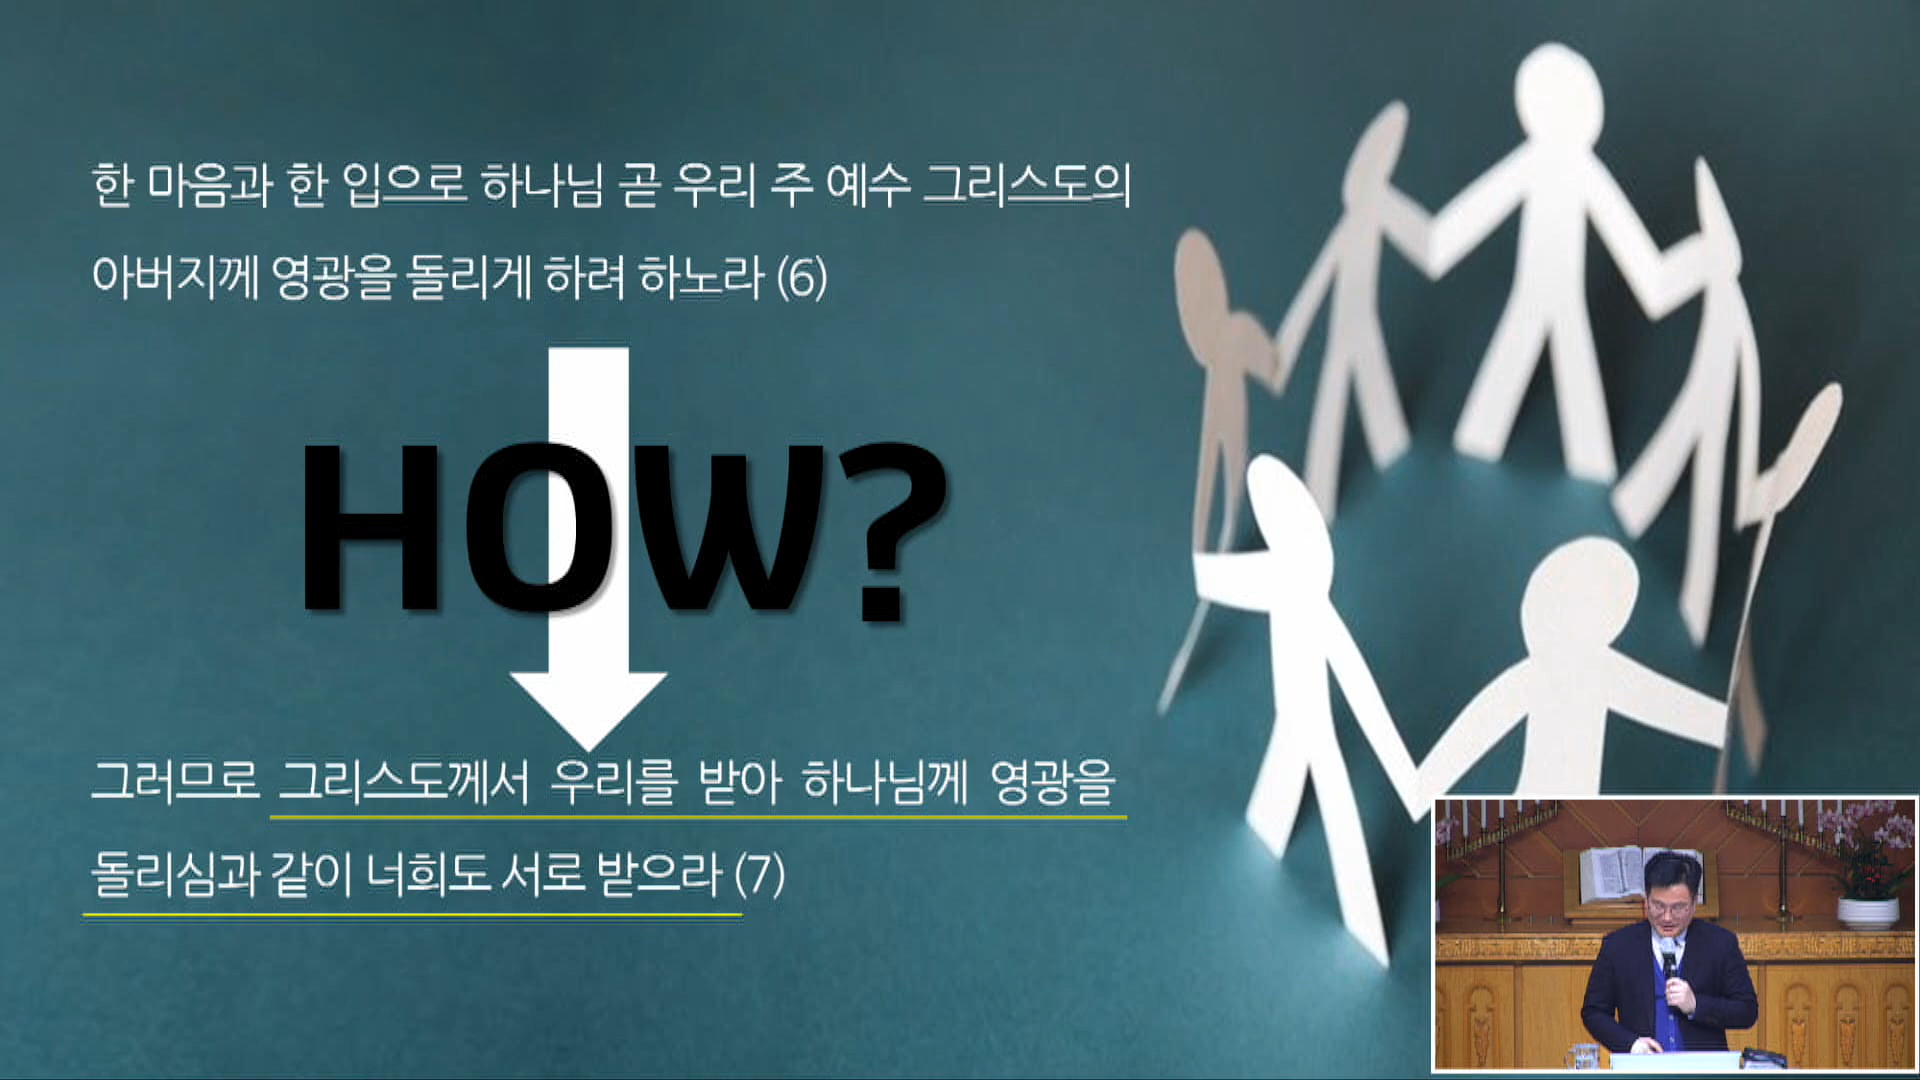 한 마음과 한 입으로 하나님 곧 우리 주 예수 그리스도의
아버지께 영광을 돌리게 하려 하노라 (6)
HOW?
그러므로 그리스도께서 우리를 받아 하나님께 영광을
돌리심과 같이 너희도 서로 받으라 (7)